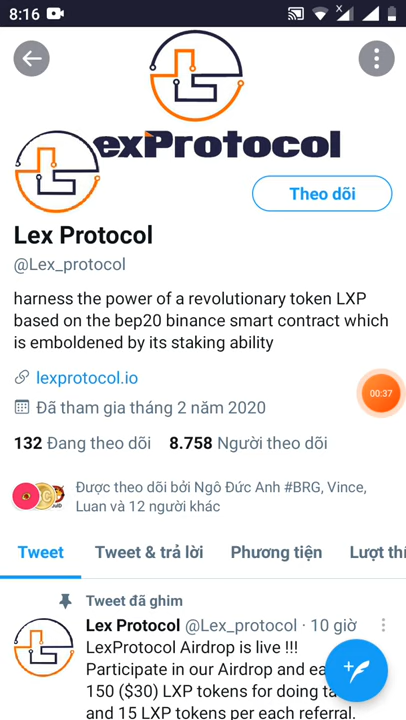 8:16
exProtocol
Theo dõi
Lex Protocol
@Lex_protocol
harness the power of a revolutionary token LXP
based on the bep20 binance smart contract which
is emboldened by its staking ability
lexprotocol.io
00:37
Đã tham gia tháng 2 năm 2020
132 Đang theo dõi 8.758 Người theo dõi
Được theo dõi bởi Ngô Đức Anh #BRG, Vince,
Luan và 12 người khác
Tweet Tweet & trả lời Phương tiện Lượt thí
Tweet đã ghim
Lex Protocol @Lex_protocol · 10 giờ
LexProtocol Airdrop is live !!!
Participate in our Airdrop and ea
150 ($30) LXP tokens for doing ta
and 15 LXP tokens per each referral.